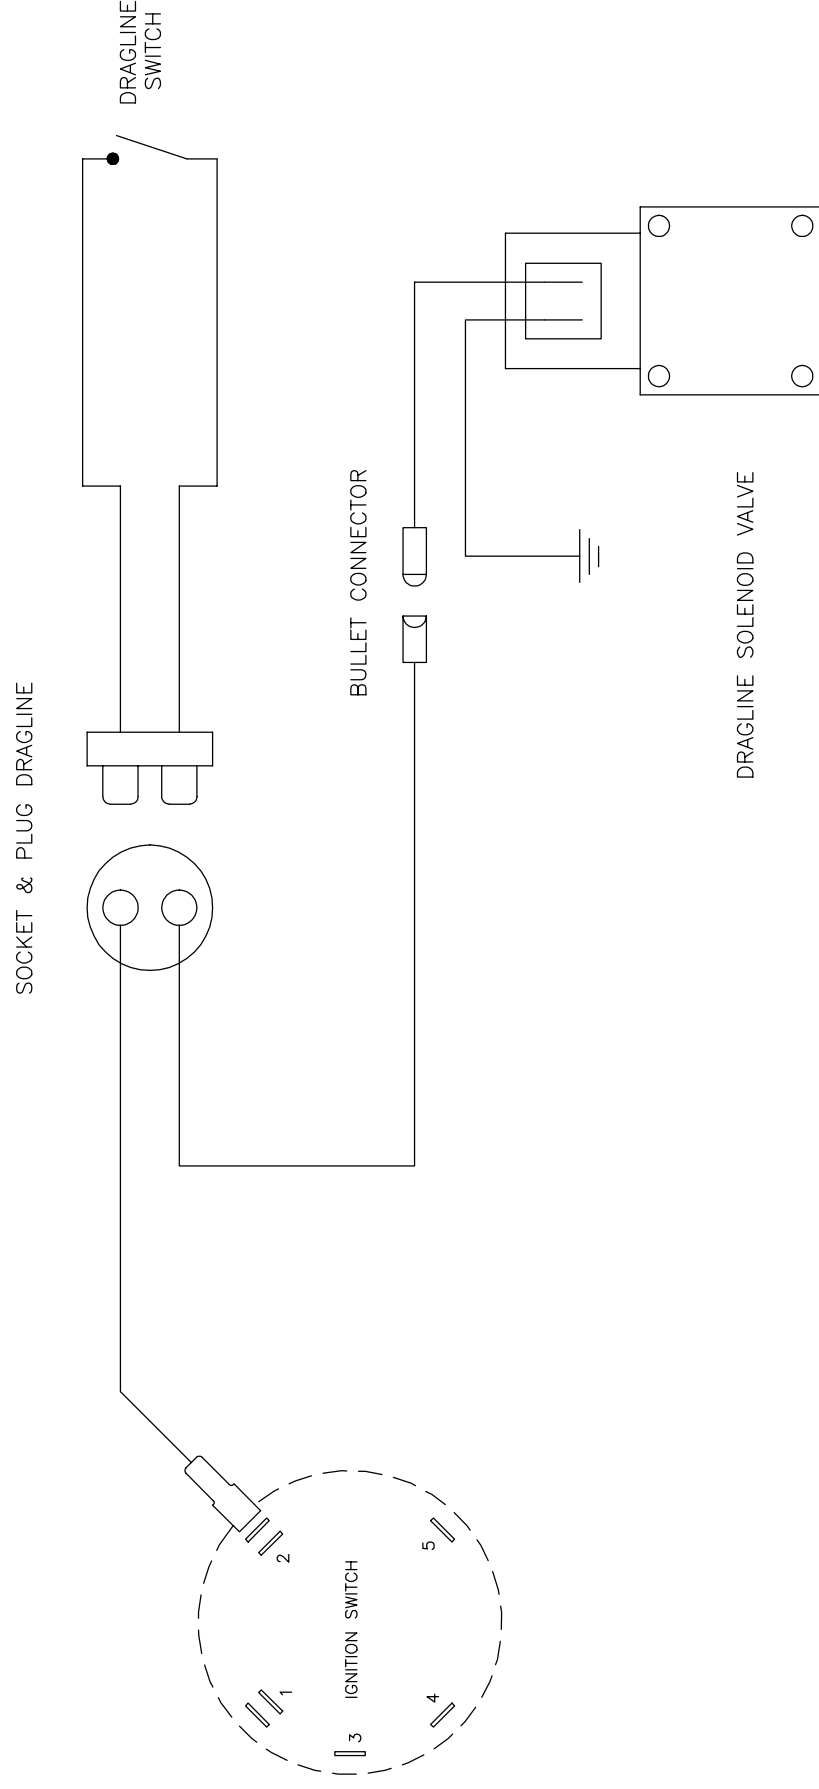 SOCKET & PLUG DRAGLINE
DRAGLINE
SWITCH
BULLET CONNECTOR
DRAGLINE SOLENOID VALVE
IGNITION SWITCH
1
2
3
4
5